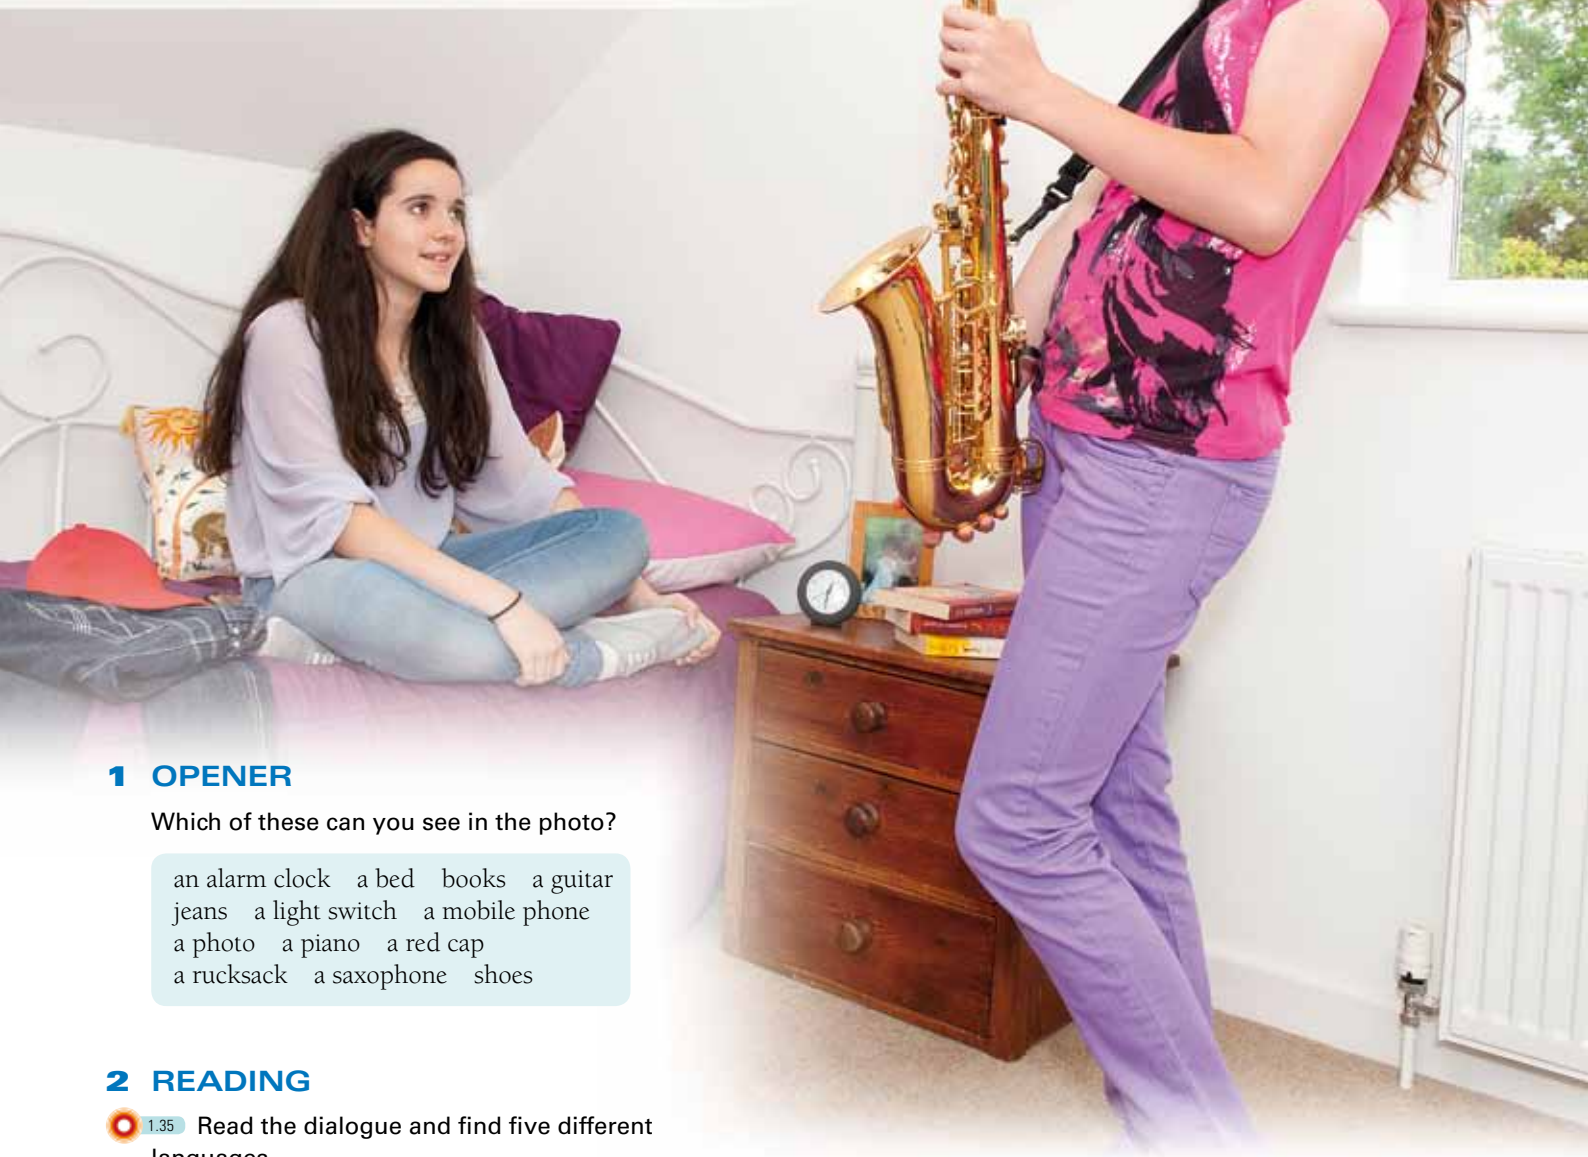 1 OPENER
Which of these can you see in the photo?
an alarm clock a bed books a guitar
jeans a light switch a mobile phone
a photo a piano a red cap
a rucksack a saxophone shoes
2 READING
1.35 Read the dialogue and find five different
languages.